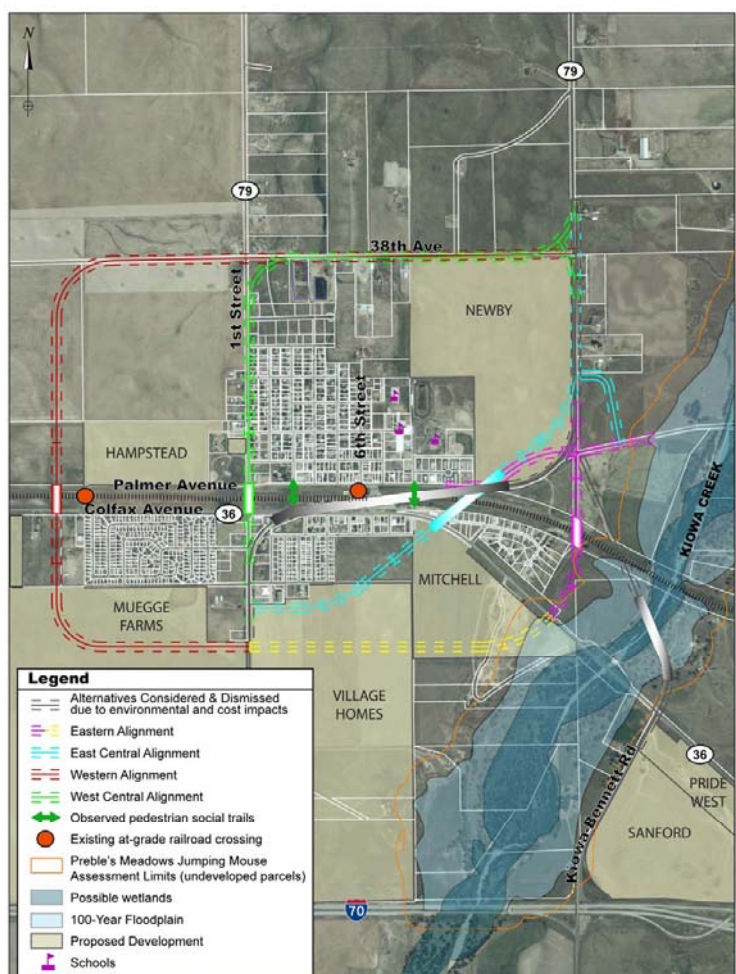 N
79
79
38th Ave
1st Street
NEWBY
6th Street
HAMPSTEAD
Palmer Avenue
Colfax Avenue
36
KIOWA CREEK
MITCHELL
MUEGGE
FARMS
VILLAGE
HOMES
36
PRIDE
WEST
SANFORD
Kiowa-Bennett-Rd
70
Legend
Alternatives Considered & Dismissed
due to environmental and cost impacts
Eastern Alignment
East Central Alignment
Western Alignment
West Central Alignment
Observed pedestrian social trails
Existing at-grade railroad crossing
Preble's Meadows Jumping Mouse
Assessment Limits (undeveloped parcels)
Possible wetlands
100-Year Floodplain
Proposed Development
Schools